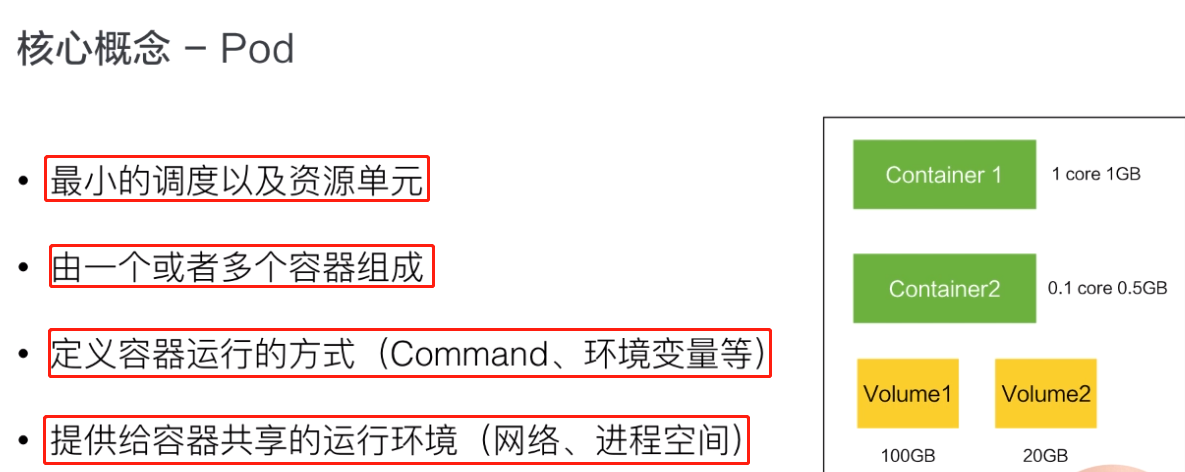 核心概念 – Pod
• 最小的调度以及资源单元
• 由一个或者多个容器组成
• 定义容器运行的方式（Command、环境变量等）
• 提供给容器共享的运行环境（网络、进程空间）
Container 1 1 core 1GB
Container2 0.1 core 0.5GB
Volume1 Volume2
100GB 20GB